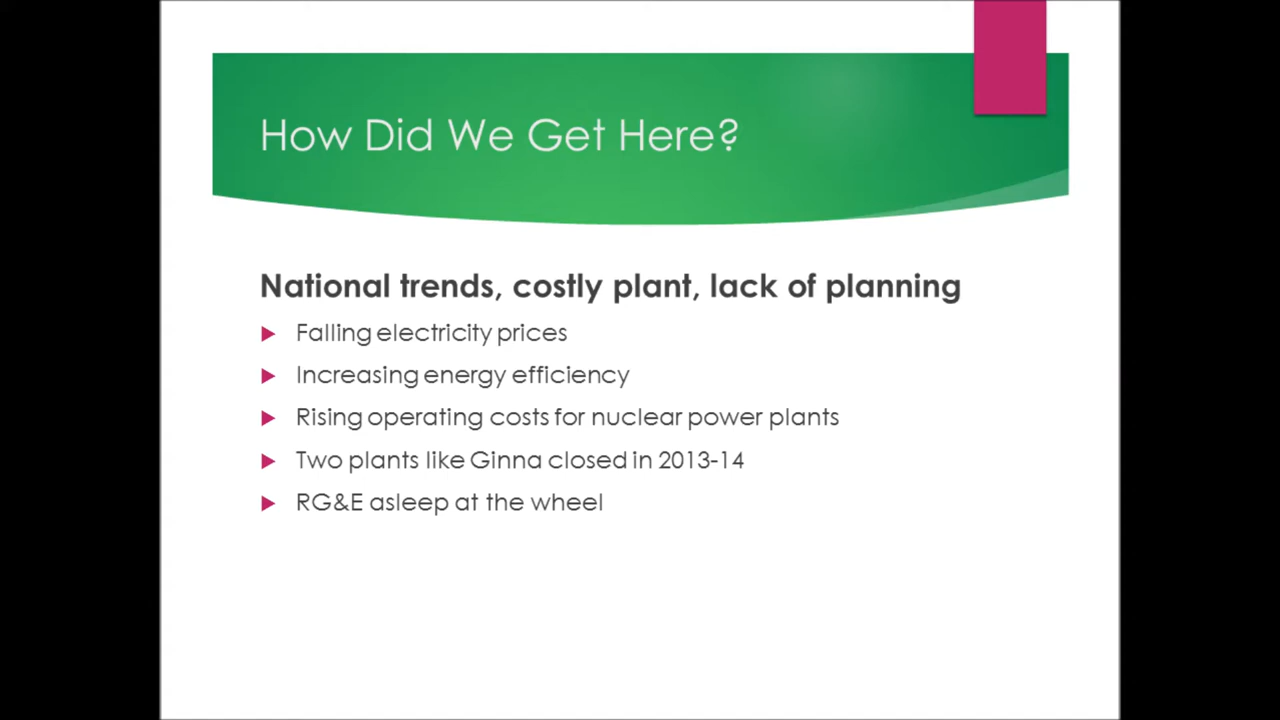 How Did We Get Here?
National trends, costly plant, lack of planning
Falling electricity prices
Increasing energy efficiency
Rising operating costs for nuclear power plants
Two plants like Ginna closed in 2013-14
RG&E asleep at the wheel